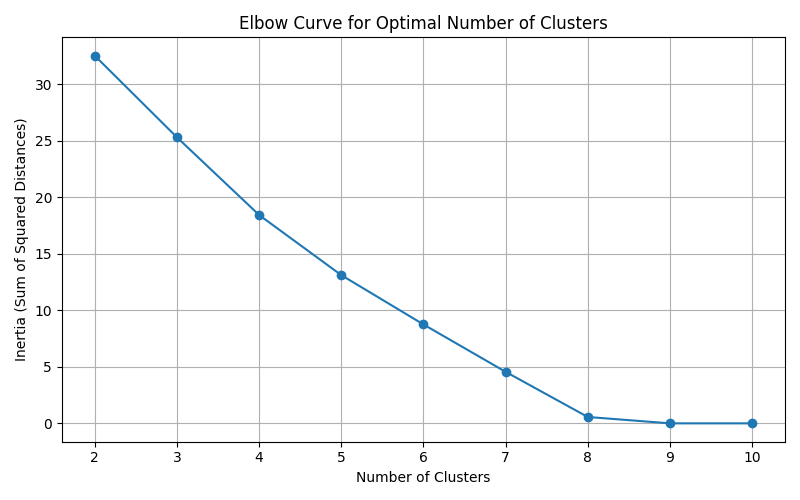 Elbow Curve for Optimal Number of Clusters
Inertia (Sum of Squared Distances)
30
25
20
15
10
5
0
2 3 4 5 6 7 8 9 10
Number of Clusters